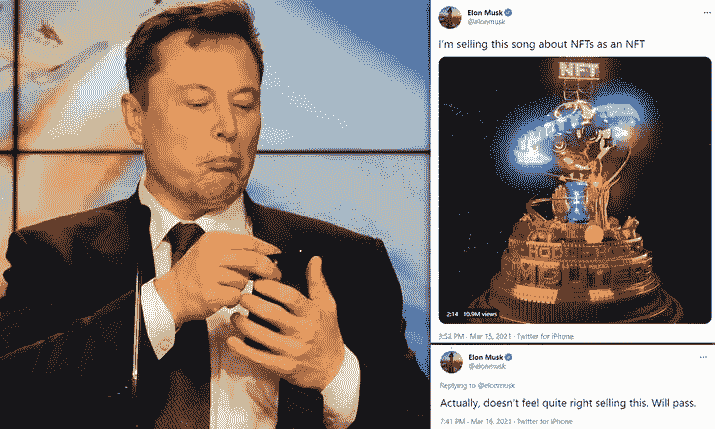 Elon Musk
@elonmusk
I'm selling this song about NFTs as an NFT
NFT
2:14 10.9M views
3:52 PM · Mar 15, 2021 · Twitter for iPhone
Elon Musk
@elonmusk
Replying to @elonmusk
Actually, doesn't feel quite right selling this. Will pass.
7:41 PM · Mar 16, 2021 · Twitter for iPhone